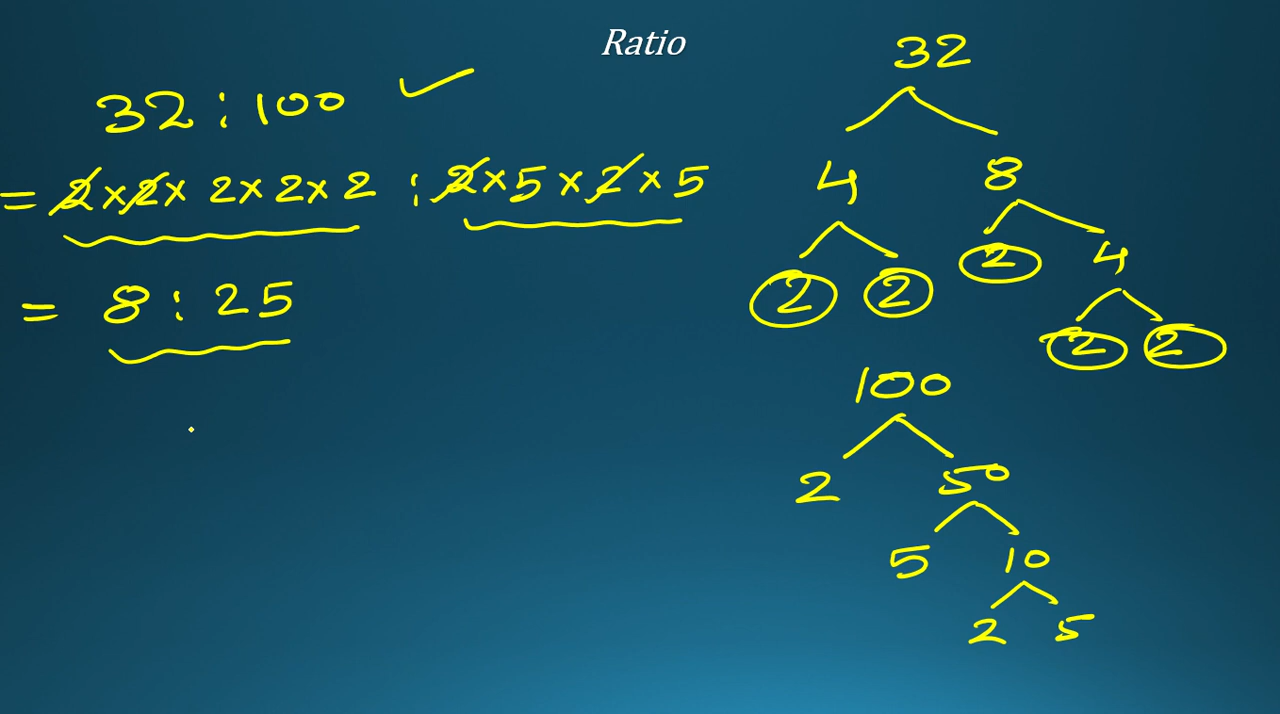 Ratio
32 : 100 ✓
= 2 × 2 × 2 × 2 × 2 : 2 × 5 × 2 × 5
= 8 : 25
32
4 8
2 2 2 4
2 2
100
2 50
5 10
2 5